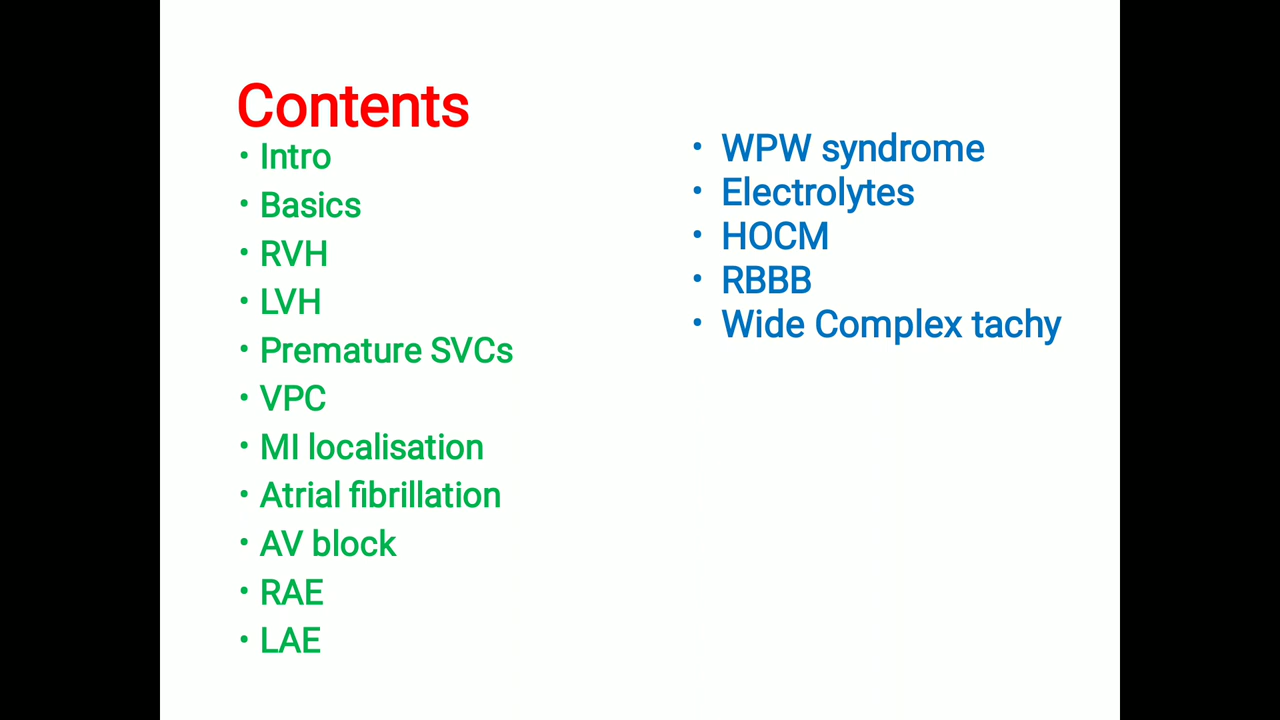 Contents
• Intro
• Basics
• RVH
• LVH
• Premature SVCs
• VPC
• MI localisation
• Atrial fibrillation
• AV block
• RAE
• LAE
• WPW syndrome
• Electrolytes
• HOCM
• RBBB
• Wide Complex tachy